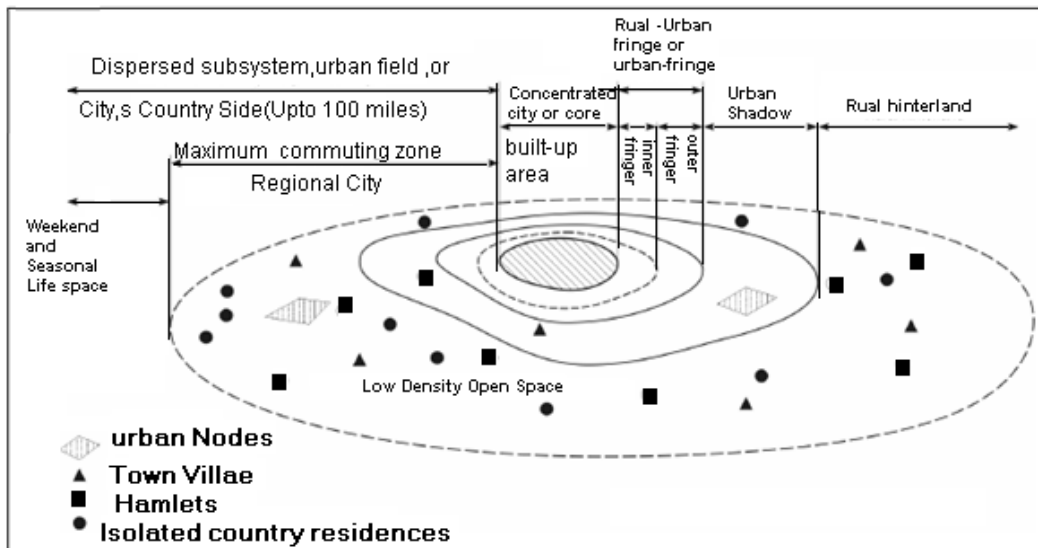 Dispersed subsystem,urban field ,or
City,s Country Side(Upto 100 miles)
Maximum commuting zone
Regional City
Weekend
and
Seasonal
Life space
Concentrated
city or core
built-up
area
Rual -Urban
fringe or
urban-fringe
inner
fringer
outer
fringer
Urban
Shadow
Rual hinterland
Low Density Open Space
urban Nodes
Town Villae
Hamlets
Isolated country residences